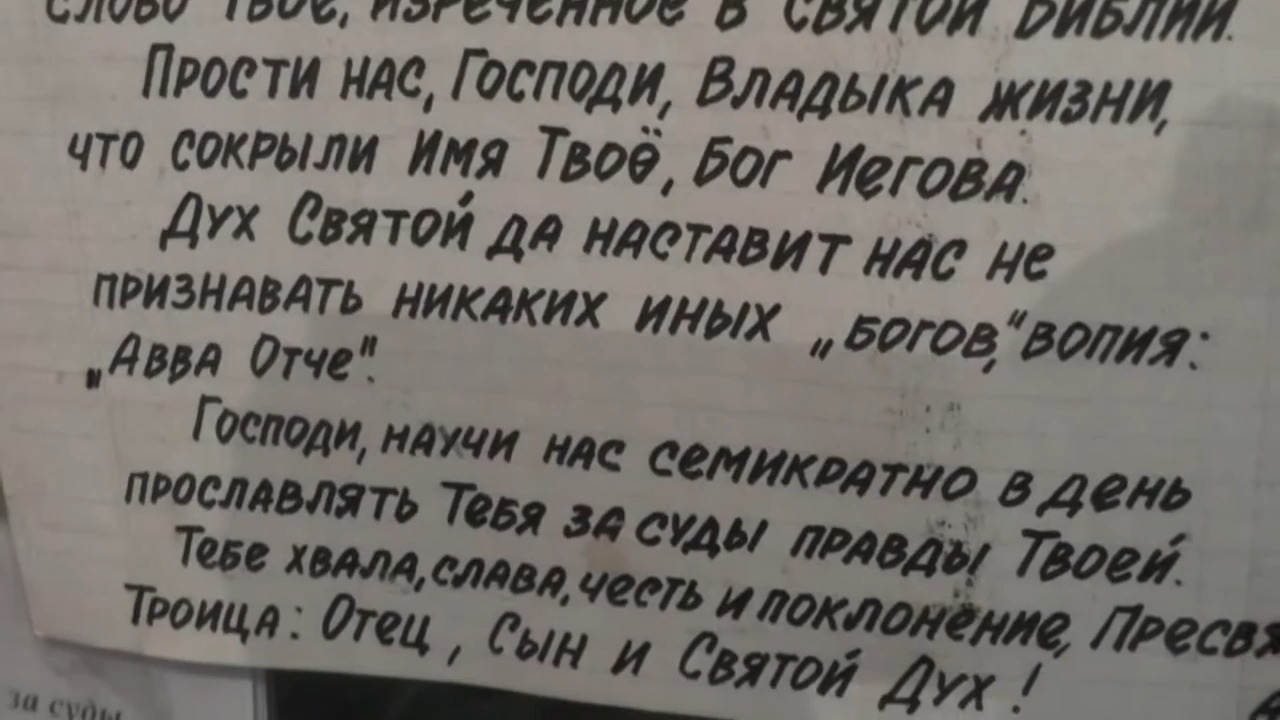 слово Твоё, изреченное в Святой Библии.
Прости нас, Господи, Владыка жизни,
что сокрыли Имя Твоё, Бог Иегова.
Дух Святой да наставит нас не
признавать никаких иных „богов,“ вопия:
„Авва Отче".
Господи, научи нас семикратно в день
прославлять Тебя за суды правды Твоей.
Тебе хвала, слава, честь и поклонение, Пресвя
Троица: Отец, Сын и Святой Дух!
за суды